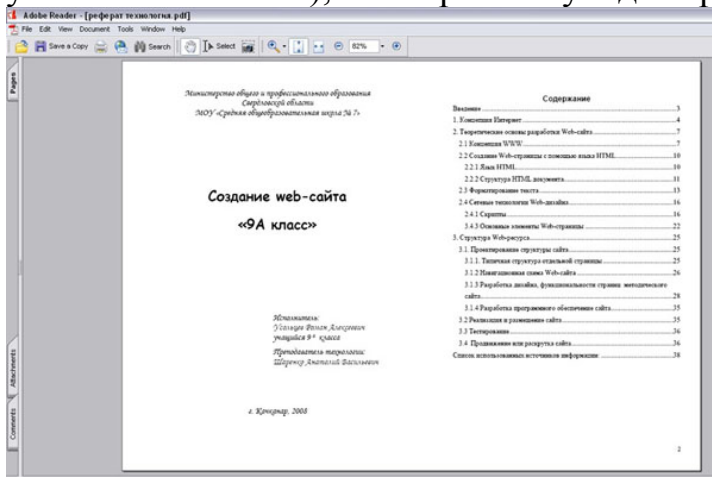 Adobe Reader - [реферат технология.pdf]
File Edit View Document Tools Window Help
Save a Copy Search Select 82%
Pages
Attachments
Comments
Министерство общего и профессионального образования
Свердловской области
МОУ «Средняя общеобразовательная школа № 7»
Создание web-сайта
«9А класс»
Исполнитель:
Роман Алексеевич
учащийся 9 класса
Преподаватель технологии:
Анатолий Васильевич
г. Качканар, 2008
Содержание
Введение 3
1. Концепция Интернет 4
2. Теоретические основы разработки Web-сайта 7
2.1 Концепция WWW 7
2.2 Создание Web-страницы с помощью языка HTML 10
2.2.1 Язык HTML 10
2.2.2 Структура HTML документа 11
2.3 Форматирование текста 13
2.4 Сетевые технологии Web-дизайна 16
2.4.1 Скрипты 16
3.4.3 Основные элементы Web-страницы 22
3. Структура Web-ресурса 25
3.1. Проектирование структуры сайта 25
3.1.1. Типичная структура отдельной страницы 25
3.1.2 Навигационная схема Web-сайта 26
3.1.3 Разработка дизайна, функциональности страниц методического
сайта 28
3.1.4 Разработка программного обеспечение сайта 35
3.2 Реализация и размещение сайта 35
3.3 Тестирование 36
3.4. Продвижение или раскрутка сайта 36
Список использованных источников информации: 38
2